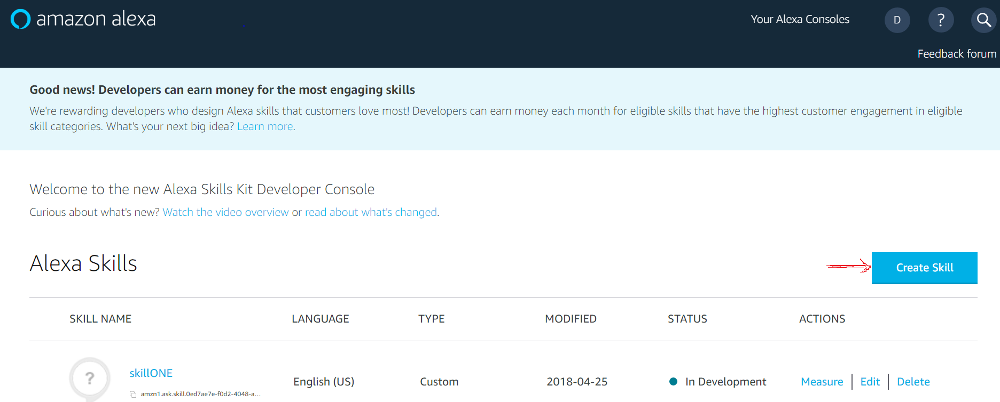 amazon alexa
Your Alexa Consoles
D
?
Feedback forum
Good news! Developers can earn money for the most engaging skills
We're rewarding developers who design Alexa skills that customers love most! Developers can earn money each month for eligible skills that have the highest customer engagement in eligible
skill categories. What's your next big idea? Learn more.
Welcome to the new Alexa Skills Kit Developer Console
Curious about what's new? Watch the video overview or read about what's changed.
Alexa Skills
Create Skill
SKILL NAME LANGUAGE TYPE MODIFIED STATUS ACTIONS
?
skillONE
English (US) Custom 2018-04-25 In Development Measure Edit Delete
amzn1.ask.skill.0ed7ae7e-f0d2-4048-a...